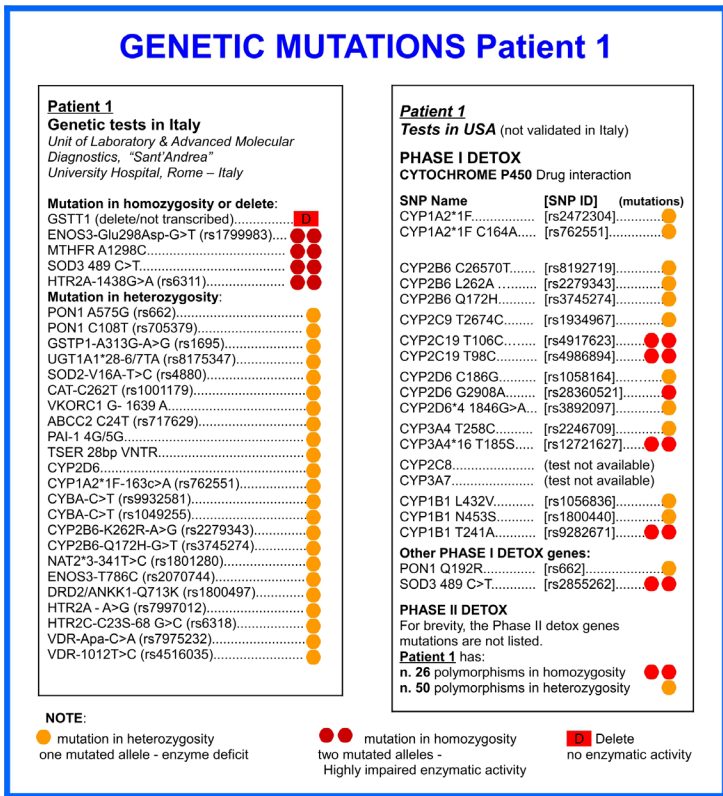 GENETIC MUTATIONS Patient 1
Patient 1
Genetic tests in Italy
Unit of Laboratory & Advanced Molecular
Diagnostics, “Sant’Andrea”
University Hospital, Rome – Italy
Mutation in homozygosity or delete:
GSTT1 (delete/not transcribed)............... D
ENOS3-Glu298Asp-G>T (rs1799983)....
MTHFR A1298C...................................
SOD3 489 C>T.....................................
HTR2A-1438G>A (rs6311)...................
Mutation in heterozygosity:
PON1 A575G (rs662)................................
PON1 C108T (rs705379)...........................
GSTP1-A313G-A>G (rs1695)....................
UGT1A1*28-6/7TA (rs8175347).................
SOD2-V16A-T>C (rs4880)........................
CAT-C262T (rs1001179)............................
VKORC1 G- 1639 A...................................
ABCC2 C24T (rs717629)...........................
PAI-1 4G/5G...............................................
TSER 28bp VNTR......................................
CYP2D6......................................................
CYP1A2*1F-163c>A (rs762551)................
CYBA-C>T (rs9932581).............................
CYBA-C>T (rs1049255).............................
CYP2B6-K262R-A>G (rs2279343)............
CYP2B6-Q172H-G>T (rs3745274)............
NAT2*3-341T>C (rs1801280)....................
ENOS3-T786C (rs2070744).......................
DRD2/ANKK1-Q713K (rs1800497)............
HTR2A - A>G (rs7997012).........................
HTR2C-C23S-68 G>C (rs6318).................
VDR-Apa-C>A (rs7975232).......................
VDR-1012T>C (rs4516035).......................
Patient 1
Tests in USA (not validated in Italy)
PHASE I DETOX
CYTOCHROME P450 Drug interaction
SNP Name [SNP ID] (mutations)
CYP1A2*1F............... [rs2472304]............
CYP1A2*1F C164A..... [rs762551]..............
CYP2B6 C26570T....... [rs8192719]............
CYP2B6 L262A .......... [rs2279343]............
CYP2B6 Q172H.......... [rs3745274]............
CYP2C9 T2674C........ [rs1934967]............
CYP2C19 T106C........ [rs4917623].......
CYP2C19 T98C.......... [rs4986894].......
CYP2D6 C186G.......... [rs1058164]............
CYP2D6 G2908A........ [rs28360521]..........
CYP2D6*4 1846G>A... [rs3892097]............
CYP3A4 T258C.......... [rs2246709]............
CYP3A4*16 T185S..... [rs12721627]......
CYP2C8...................... (test not available)
CYP3A7...................... (test not available)
CYP1B1 L432V.......... [rs1056836]............
CYP1B1 N453S.......... [rs1800440]............
CYP1B1 T241A.......... [rs9282671].......
Other PHASE I DETOX genes:
PON1 Q192R.............. [rs662]...................
SOD3 489 C>T............ [rs2855262].......
PHASE II DETOX
For brevity, the Phase II detox genes
mutations are not listed.
Patient 1 has:
n. 26 polymorphisms in homozygosity
n. 50 polymorphisms in heterozygosity
NOTE:
mutation in heterozygosity
one mutated allele - enzyme deficit
mutation in homozygosity
two mutated alleles -
Highly impaired enzymatic activity
D Delete
no enzymatic activity